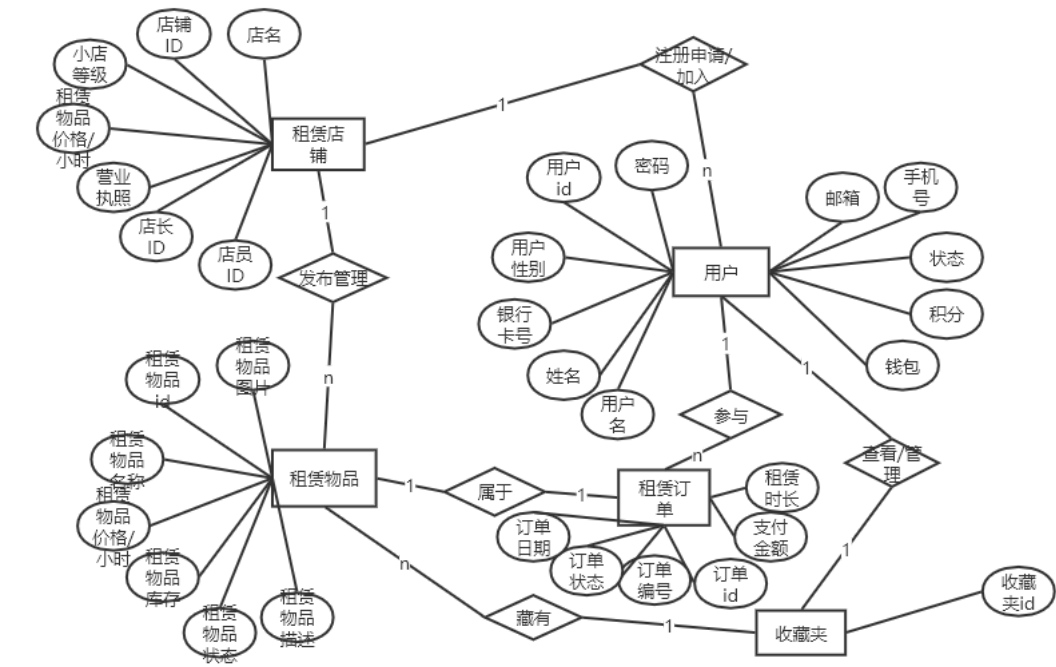 店铺
ID
店名
小店
等级
租赁
物品
价格/
小时
营业
执照
店长
ID
店员
ID
租赁店
铺
1
注册申请/
加入
n
1
发布管理
n
用户
id
密码
邮箱
手机
号
用户
性别
用户
状态
银行
卡号
积分
姓名
用户
名
钱包
1
参与
n
1
查看/管
理
1
租赁
物品
id
租赁
物品
图片
租赁
物品
名称
租赁
物品
价格/
小时
租赁
物品
库存
租赁
物品
状态
租赁
物品
描述
租赁物品
1
属于
1
租赁订
单
租赁
时长
支付
金额
订单
日期
订单
状态
订单
编号
订单
id
n
藏有
1
收藏夹
收藏
夹id